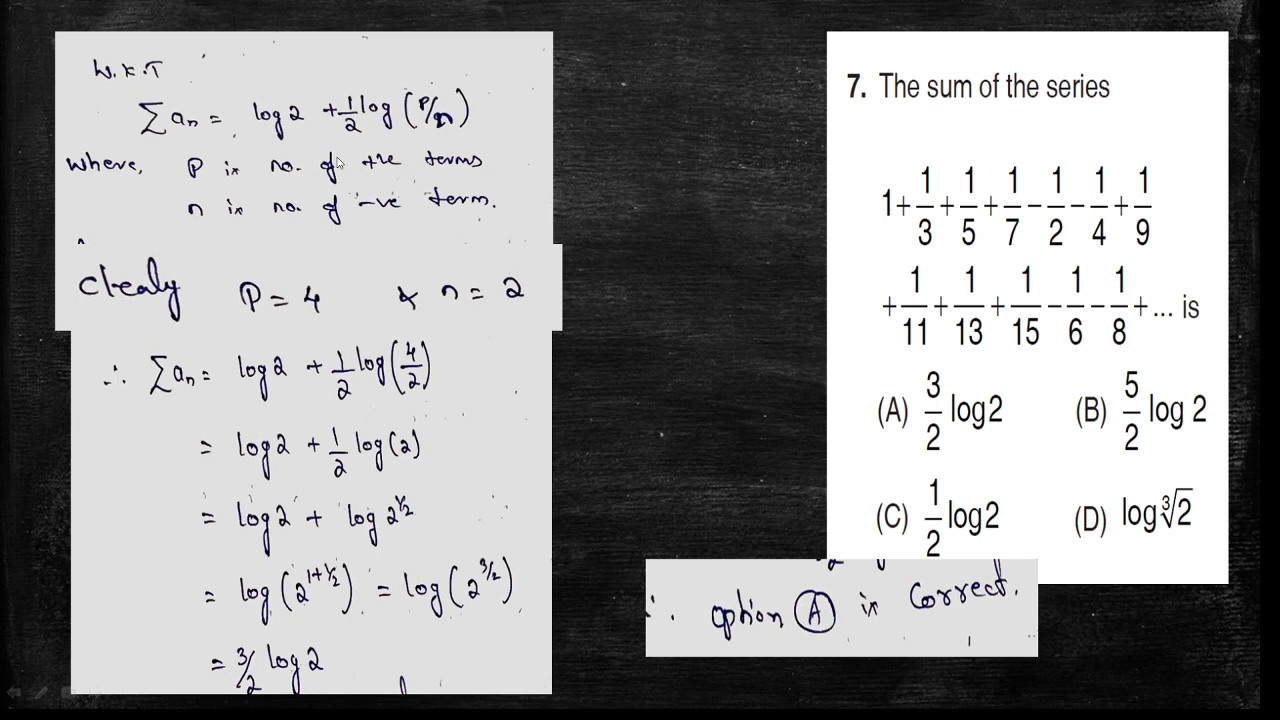 W.K.T
∑ aₙ = log 2 + 1/2 log (P/n)
Where, P is no. of +ve terms
n is no. of -ve term.
clealy P = 4 & n = 2
∴ ∑ aₙ = log 2 + 1/2 log (4/2)
= log 2 + 1/2 log (2)
= log 2 + log 2^1/2
= log (2^1+1/2) = log (2^3/2)
= 3/2 log 2
7. The sum of the series
1 + 1/3 + 1/5 + 1/7 − 1/2 − 1/4 + 1/9
+ 1/11 + 1/13 + 1/15 − 1/6 − 1/8 + ... is
(A) 3/2 log2 (B) 5/2 log 2
(C) 1/2 log2 (D) log ∛2
∴ option (A) is correct.